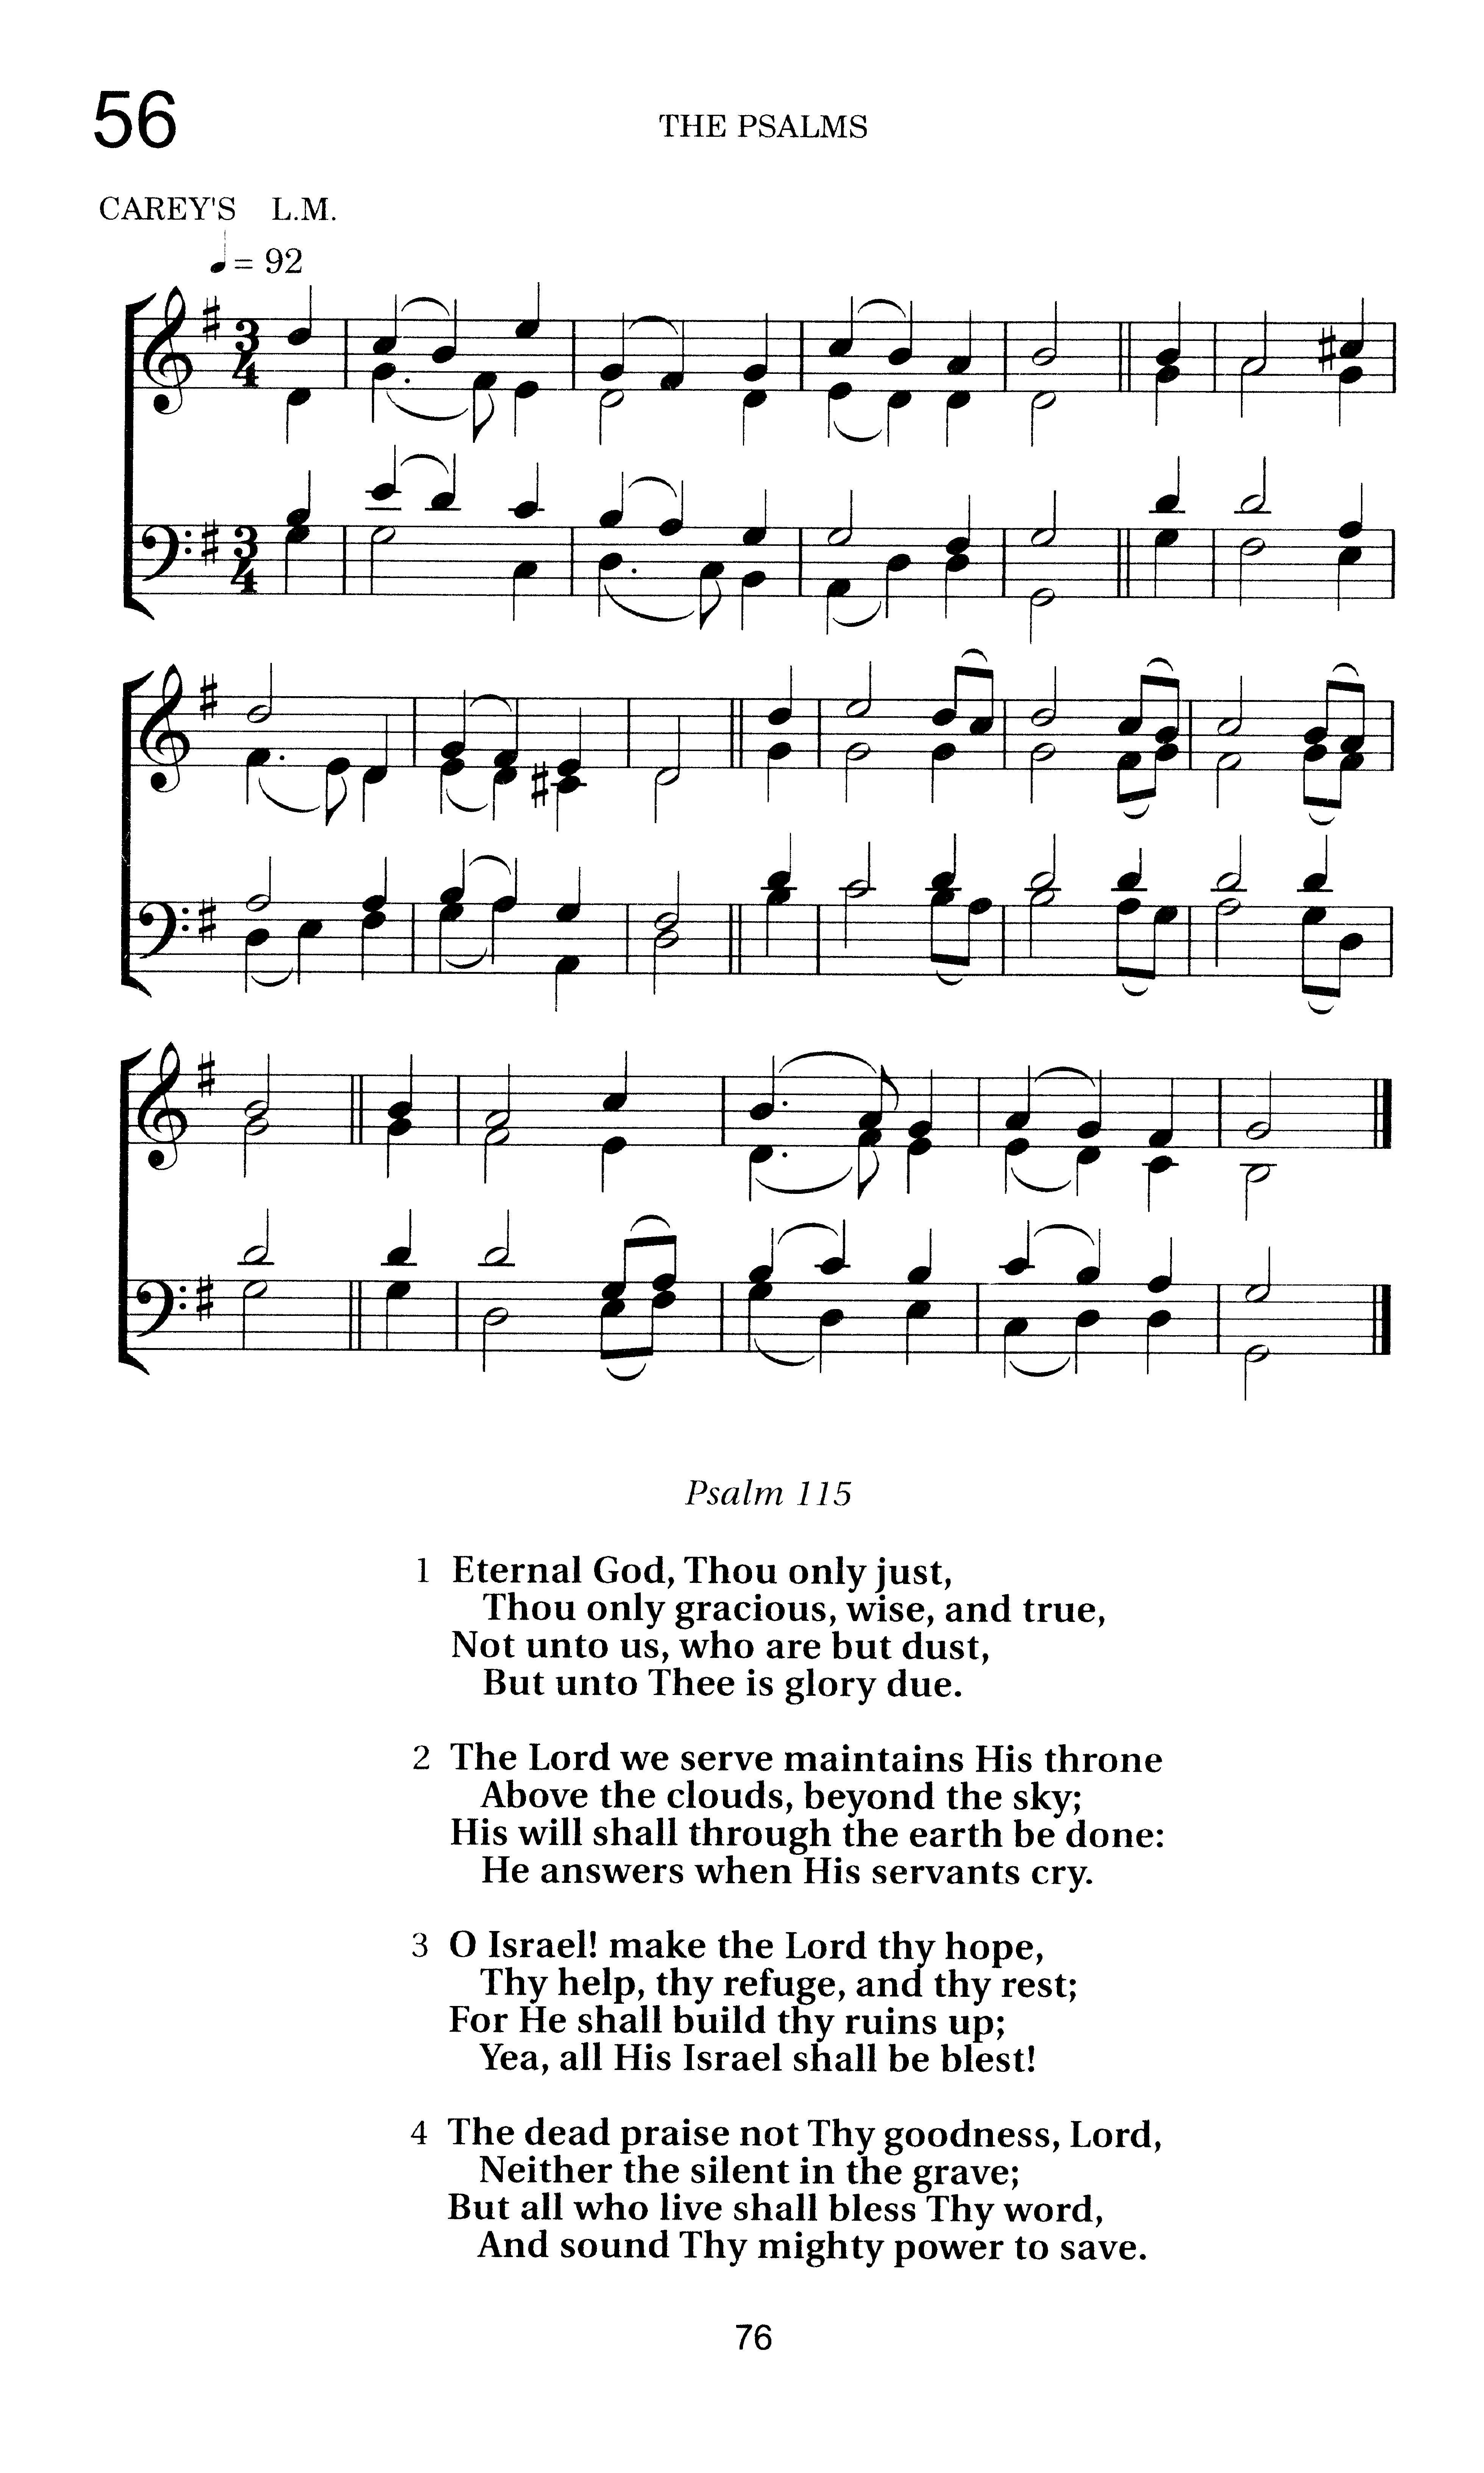 56
THE PSALMS
CAREY'S L.M.
♩ = 92
3
4
3
4
Psalm 115
1 Eternal God, Thou only just,
Thou only gracious, wise, and true,
Not unto us, who are but dust,
But unto Thee is glory due.
2 The Lord we serve maintains His throne
Above the clouds, beyond the sky;
His will shall through the earth be done:
He answers when His servants cry.
3 O Israel! make the Lord thy hope,
Thy help, thy refuge, and thy rest;
For He shall build thy ruins up;
Yea, all His Israel shall be blest!
4 The dead praise not Thy goodness, Lord,
Neither the silent in the grave;
But all who live shall bless Thy word,
And sound Thy mighty power to save.
76